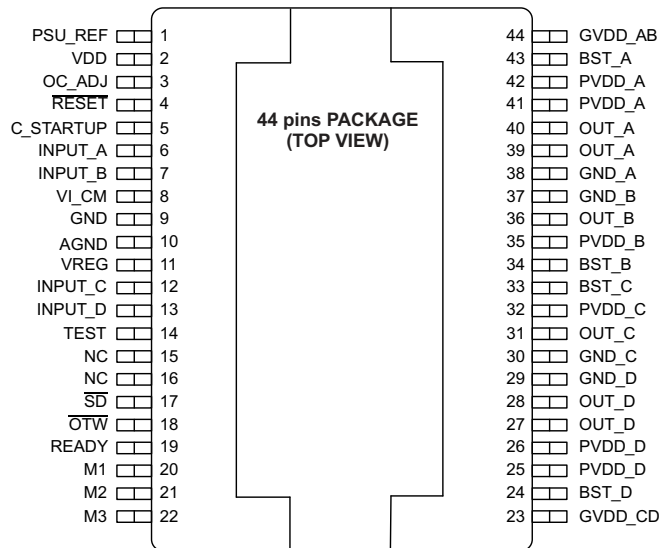 PSU_REF 1 44 GVDD_AB
VDD 2 43 BST_A
OC_ADJ 3 42 PVDD_A
RESET 4 41 PVDD_A
C_STARTUP 5 40 OUT_A
INPUT_A 6 39 OUT_A
INPUT_B 7 38 GND_A
VI_CM 8 37 GND_B
GND 9 36 OUT_B
AGND 10 35 PVDD_B
VREG 11 34 BST_B
INPUT_C 12 33 BST_C
INPUT_D 13 32 PVDD_C
TEST 14 31 OUT_C
NC 15 30 GND_C
NC 16 29 GND_D
SD 17 28 OUT_D
OTW 18 27 OUT_D
READY 19 26 PVDD_D
M1 20 25 PVDD_D
M2 21 24 BST_D
M3 22 23 GVDD_CD
44 pins PACKAGE
(TOP VIEW)